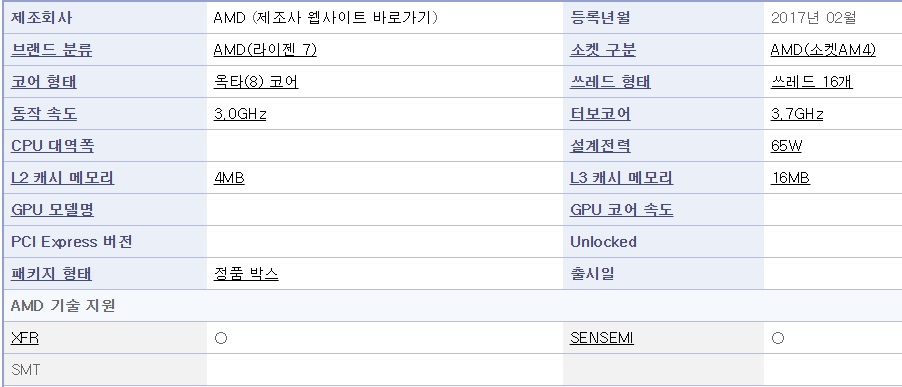 제조회사 AMD (제조사 웹사이트 바로가기) 등록년월 2017년 02월
브랜드 분류 AMD(라이젠 7) 소켓 구분 AMD(소켓AM4)
코어 형태 옥타(8) 코어 쓰레드 형태 쓰레드 16개
동작 속도 3.0GHz 터보코어 3.7GHz
CPU 대역폭 설계전력 65W
L2 캐시 메모리 4MB L3 캐시 메모리 16MB
GPU 모델명 GPU 코어 속도
PCI Express 버전 Unlocked
패키지 형태 정품 박스 출시일
AMD 기술 지원
XFR ○ SENSEMI ○
SMT